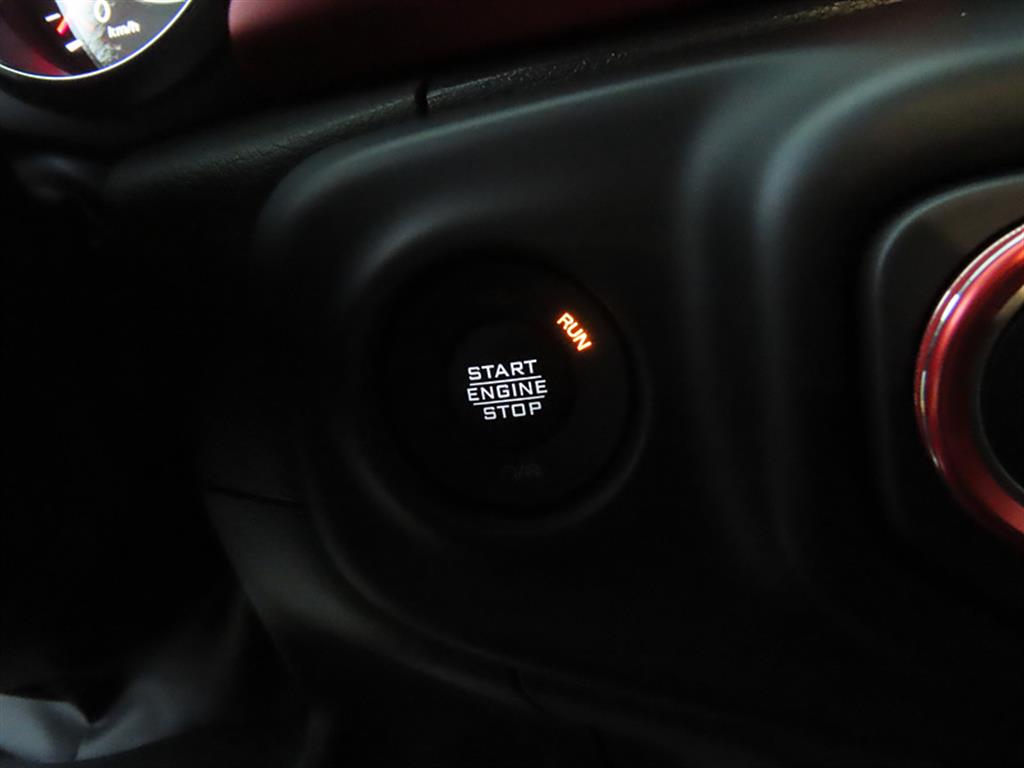 0
km/h
RUN
START
ENGINE
STOP